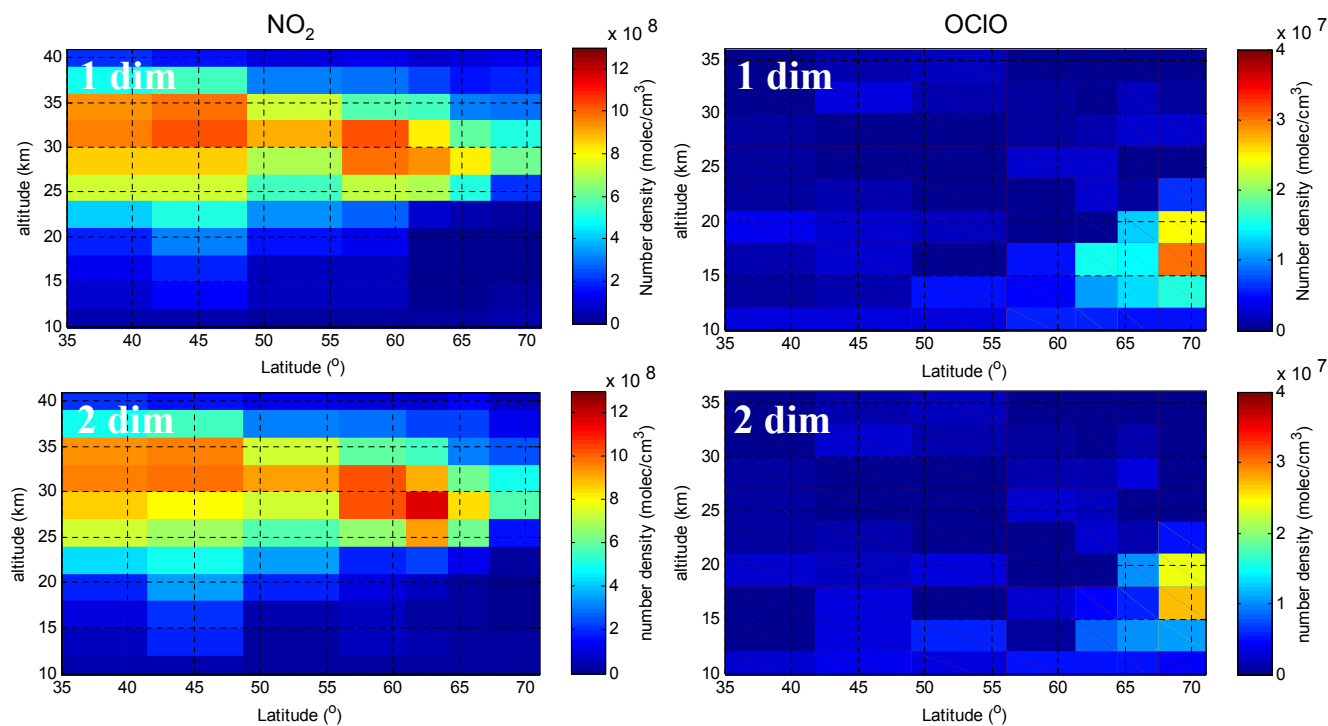 NO₂
x 10 8
1 dim
40
35
30
25
20
15
10
altitude (km)
35 40 45 50 55 60 65 70
Latitude (o)
12
10
8
6
4
2
0
Number density (molec/cm3)
OClO
x 10 7
1 dim
35
30
25
20
15
10
altitude (km)
35 40 45 50 55 60 65 70
Latitude (o)
4
3
2
1
0
Number density (molec/cm3)
x 10 8
2 dim
40
35
30
25
20
15
10
altitude (km)
35 40 45 50 55 60 65 70
Latitude (o)
12
10
8
6
4
2
0
number density (molec/cm3)
x 10 7
2 dim
35
30
25
20
15
10
altitude (km)
35 40 45 50 55 60 65 70
Latitude (o)
4
3
2
1
0
number density (molec/cm3)